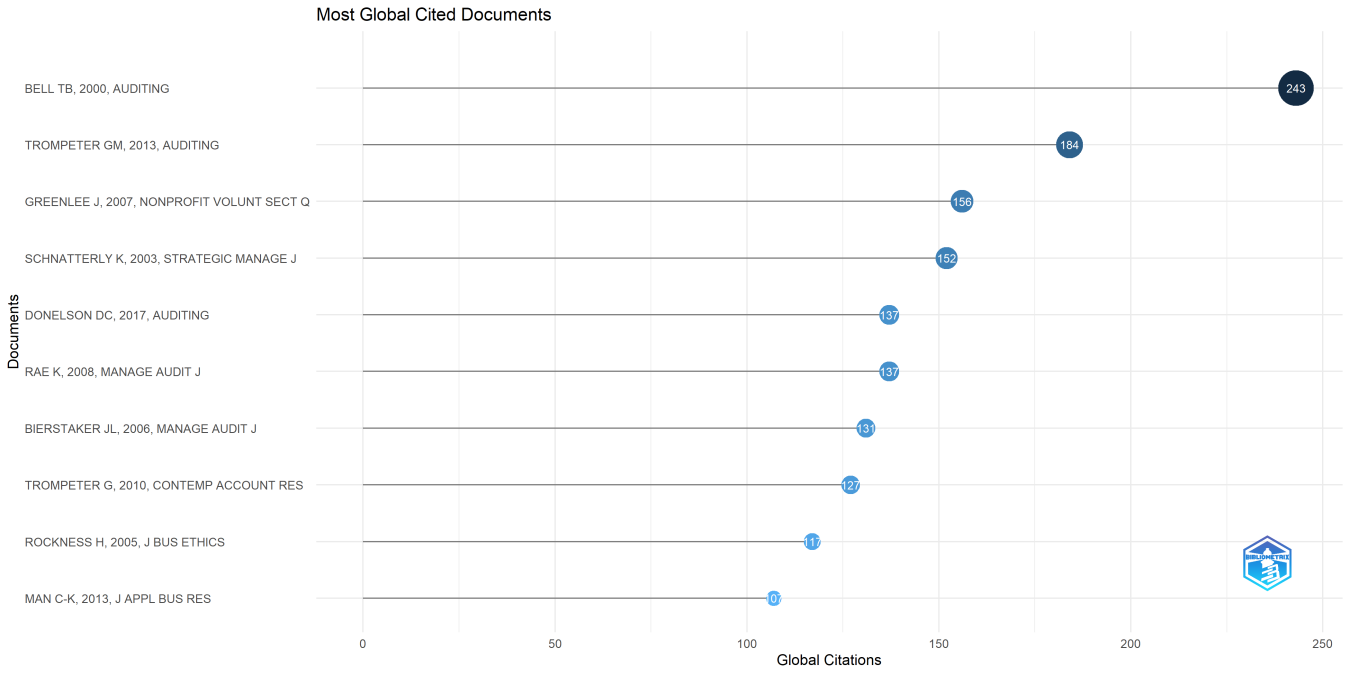 Most Global Cited Documents
BELL TB, 2000, AUDITING
243
TROMPETER GM, 2013, AUDITING
184
GREENLEE J, 2007, NONPROFIT VOLUNT SECT Q
156
SCHNATTERLY K, 2003, STRATEGIC MANAGE J
152
Documents
DONELSON DC, 2017, AUDITING
137
RAE K, 2008, MANAGE AUDIT J
137
BIERSTAKER JL, 2006, MANAGE AUDIT J
131
TROMPETER G, 2010, CONTEMP ACCOUNT RES
127
ROCKNESS H, 2005, J BUS ETHICS
117
BIBLIOMETRIX
MAN C-K, 2013, J APPL BUS RES
107
0 50 100 150 200 250
Global Citations